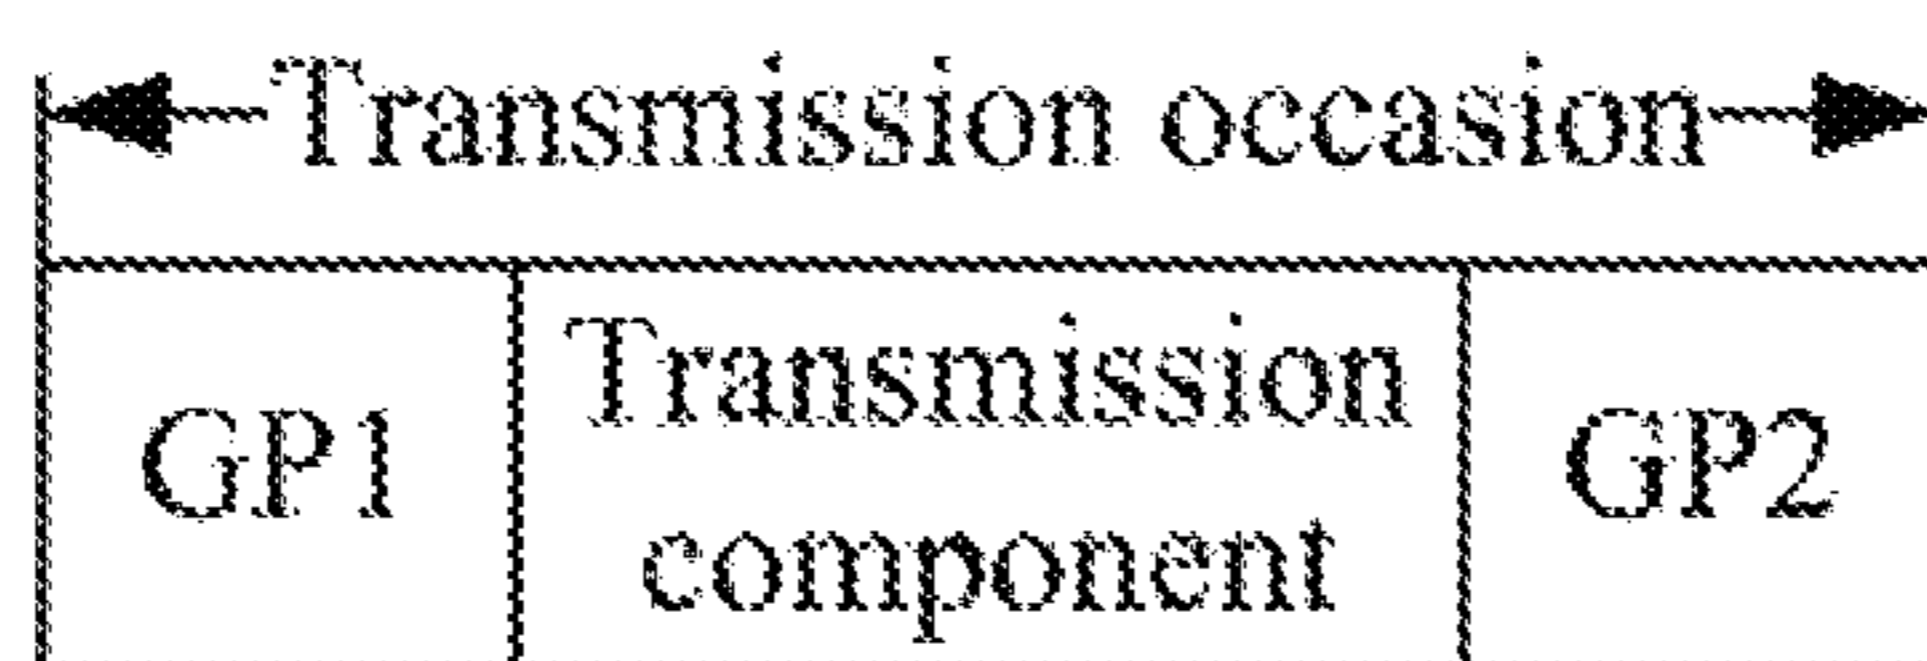 Transmission occasion
GP1
Transmission
component
GP2